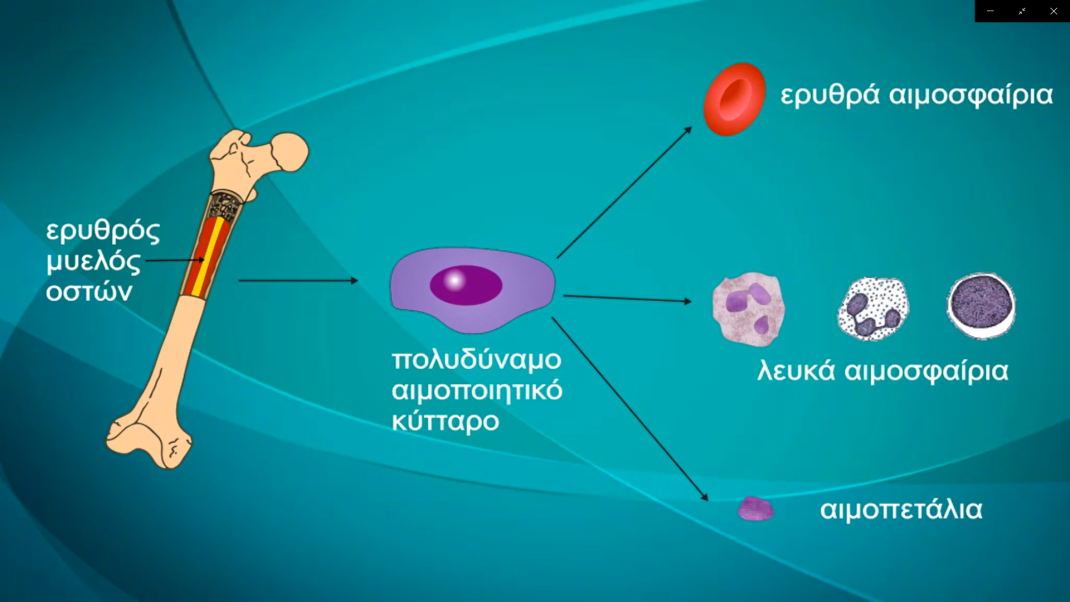 ερυθρός
μυελός
οστών
πολυδύναμο
αιμοποιητικό
κύτταρο
ερυθρά αιμοσφαίρια
λευκά αιμοσφαίρια
αιμοπετάλια